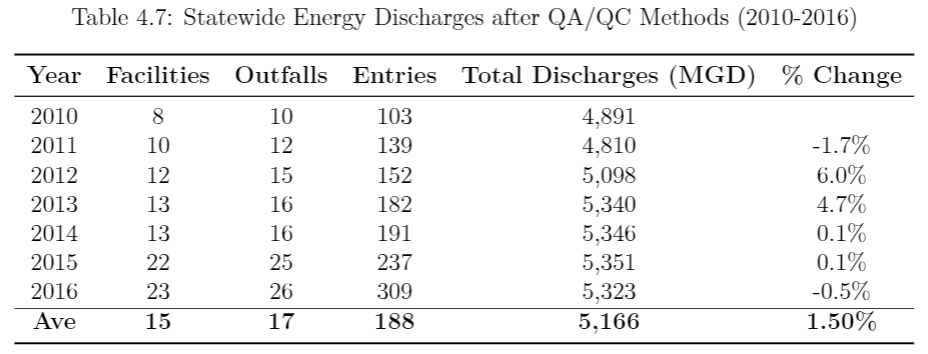 Table 4.7: Statewide Energy Discharges after QA/QC Methods (2010-2016)
Year Facilities Outfalls Entries Total Discharges (MGD) % Change
2010 8 10 103 4,891
2011 10 12 139 4,810 -1.7%
2012 12 15 152 5,098 6.0%
2013 13 16 182 5,340 4.7%
2014 13 16 191 5,346 0.1%
2015 22 25 237 5,351 0.1%
2016 23 26 309 5,323 -0.5%
Ave 15 17 188 5,166 1.50%